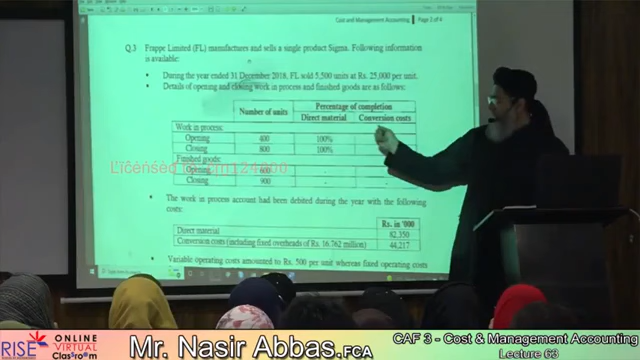 Cost and Management Accounting Page 2 of 4
Q.3 Frappe Limited (FL) manufactures and sells a single product Sigma. Following information
is available:
• During the year ended 31 December 2018, FL sold 5,500 units at Rs. 25,000 per unit.
• Details of opening and closing work in process and finished goods are as follows:
Number of units Percentage of completion
Direct material Conversion costs
Work in process:
Opening 400 100%
Closing 800 100%
Finished goods:
Opening 600 - -
Closing 900 - -
Licensed to
• The work in process account had been debited during the year with the following
costs:
Rs. in '000
Direct material 82,350
Conversion costs (including fixed overheads of Rs. 16.762 million) 44,217
• Variable operating costs amounted to Rs. 500 per unit whereas fixed operating costs
RISE ONLINE VIRTUAL Classroom
Mr. Nasir Abbas.FCA
CAF 3 - Cost & Management Accounting
Lecture 63